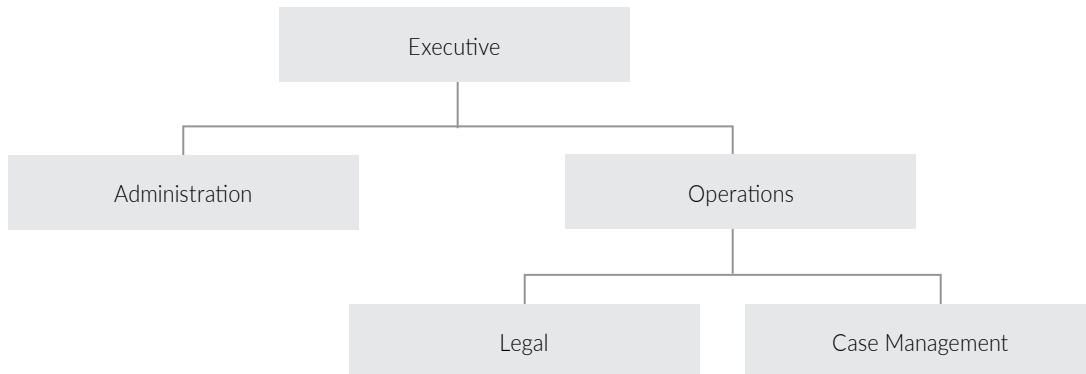 Executive
Administration
Operations
Legal
Case Management